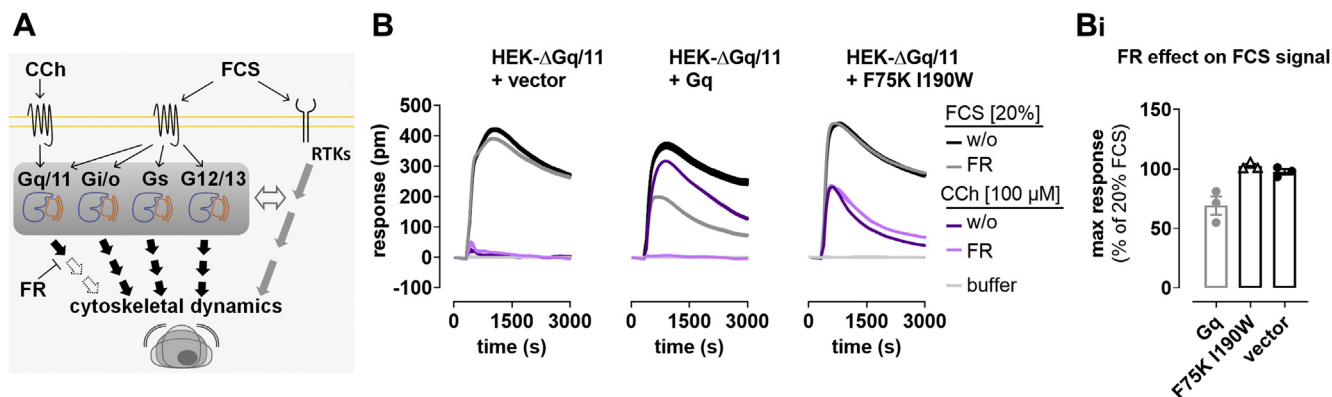 A
CCh
FCS
RTKs
Gq/11 Gi/o Gs G12/13
FR
cytoskeletal dynamics
B
HEK-ΔGq/11
+ vector
HEK-ΔGq/11
+ Gq
HEK-ΔGq/11
+ F75K I190W
response (pm)
500
400
300
200
100
0
-100
0 1500 3000
time (s)
0 1500 3000
time (s)
0 1500 3000
time (s)
FCS [20%]
w/o
FR
CCh [100 µM]
w/o
FR
buffer
Bi
FR effect on FCS signal
max response
(% of 20% FCS)
150
100
50
0
Gq
F75K I190W
vector